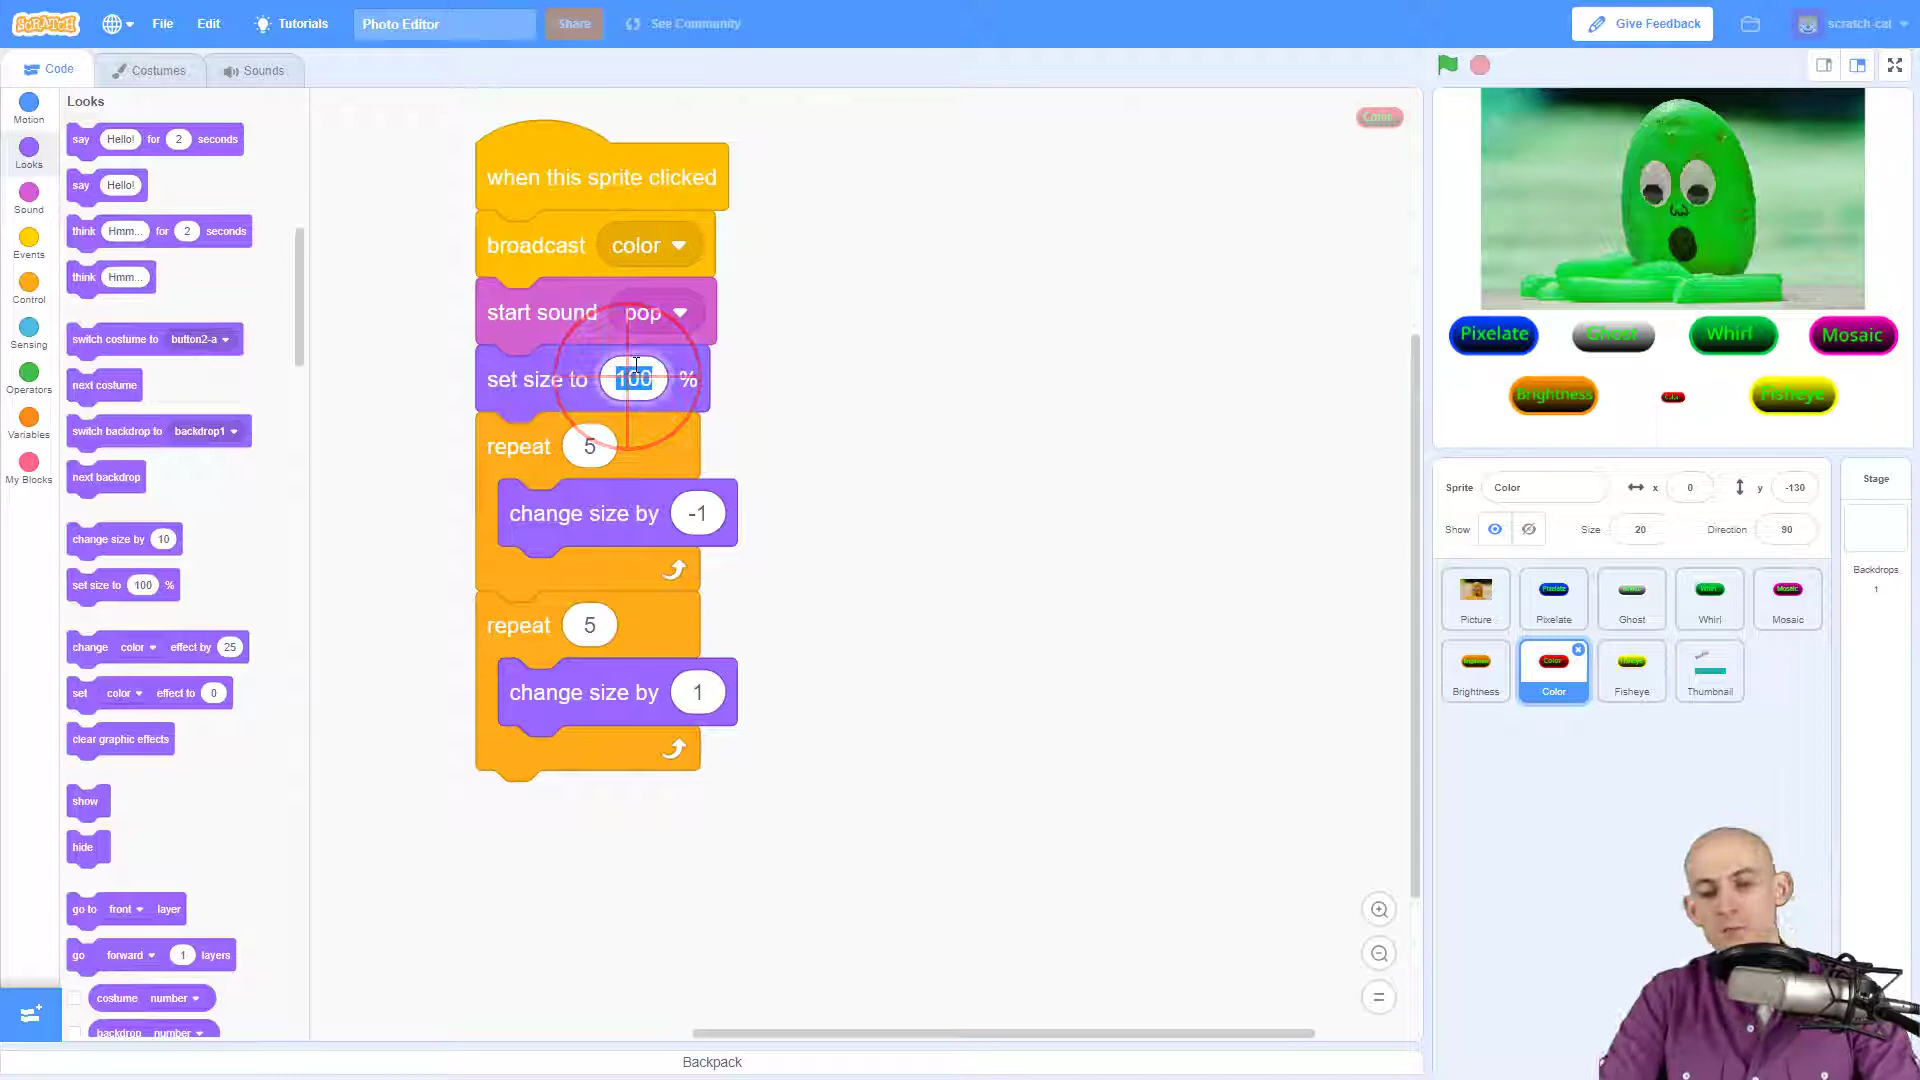 SCRATCH File Edit Tutorials Photo Editor Share See Community Give Feedback scratch-cat
Code Costumes Sounds
Motion
Looks
Sound
Events
Control
Sensing
Operators
Variables
My Blocks
Looks
say Hello! for 2 seconds
say Hello!
think Hmm... for 2 seconds
think Hmm...
switch costume to button2-a
next costume
switch backdrop to backdrop1
next backdrop
change size by 10
set size to 100 %
change color effect by 25
set color effect to 0
clear graphic effects
show
hide
go to front layer
go forward 1 layers
costume number
backdrop number
when this sprite clicked
broadcast color
start sound pop
set size to 100 %
repeat 5
change size by -1
repeat 5
change size by 1
Color
Backpack
Pixelate Ghost Whirl Mosaic
Brightness Color Fisheye
Sprite Color x 0 y -130
Show Size 20 Direction 90
Stage
Backdrops
1
Picture Pixelate Ghost Whirl Mosaic
Brightness Color Fisheye Thumbnail